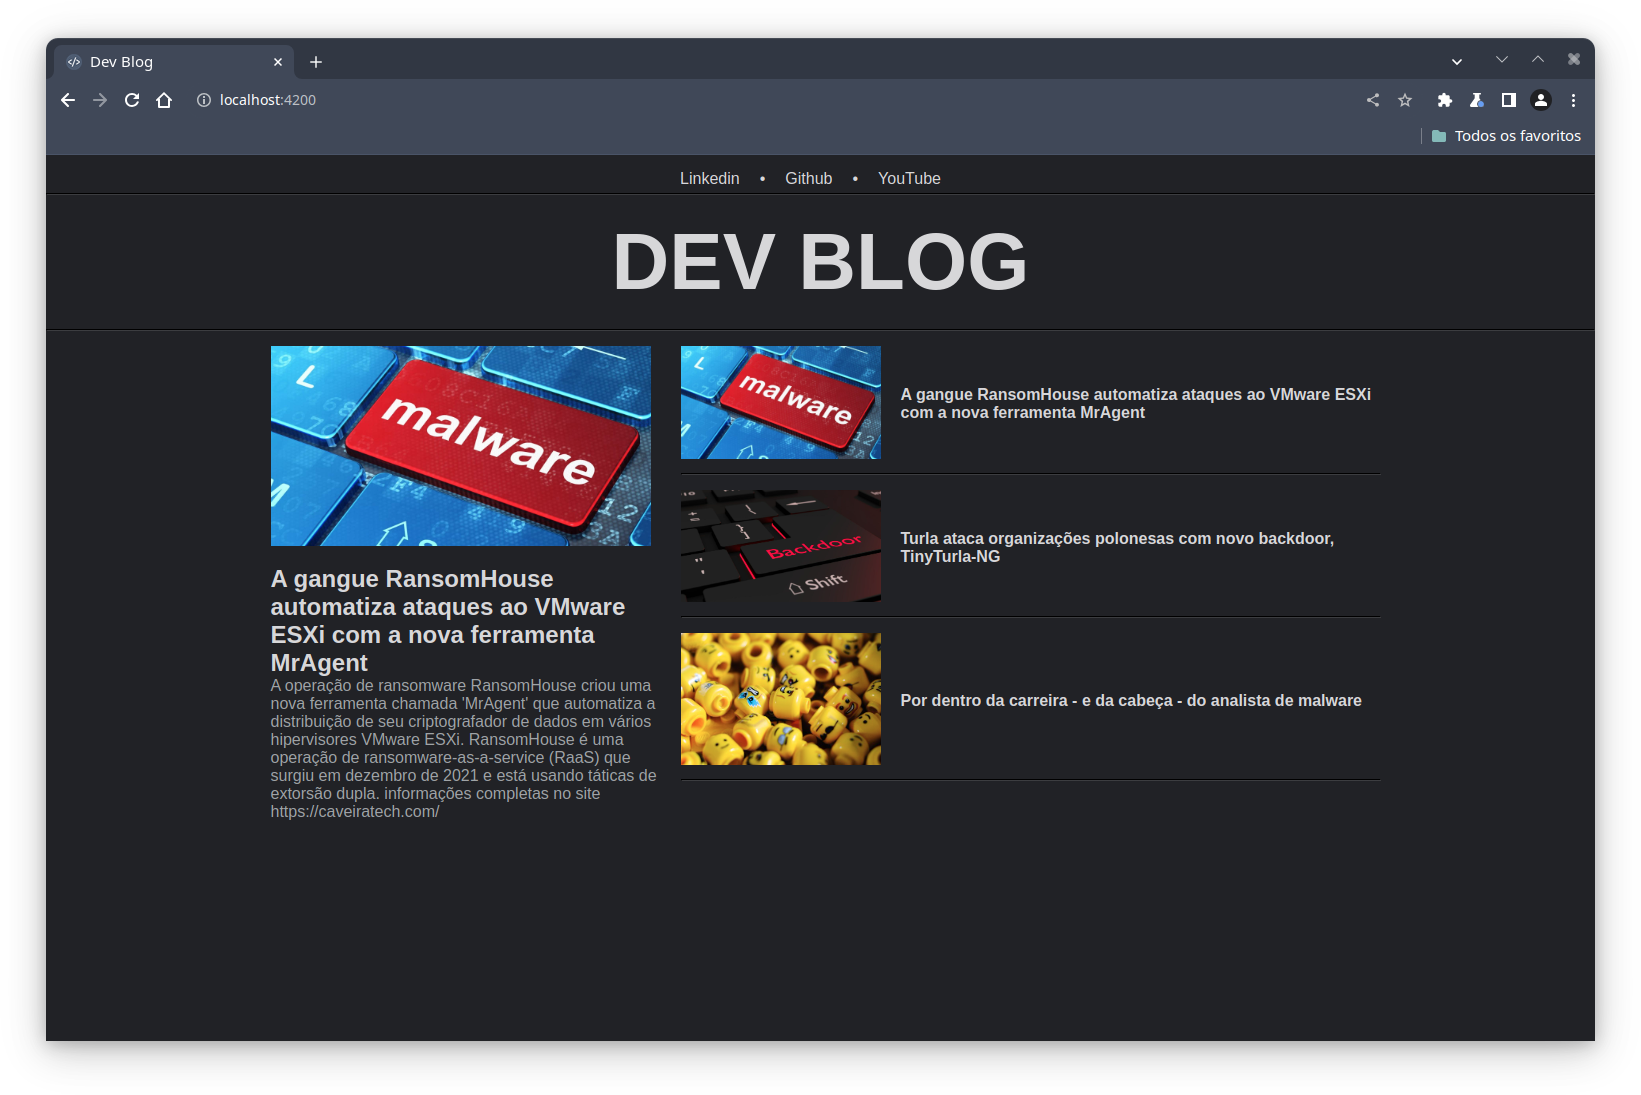 Dev Blog
localhost:4200
Todos os favoritos
Linkedin • Github • YouTube
DEV BLOG
malware
A gangue RansomHouse
automatiza ataques ao VMware
ESXi com a nova ferramenta
MrAgent
A operação de ransomware RansomHouse criou uma
nova ferramenta chamada 'MrAgent' que automatiza a
distribuição de seu criptografador de dados em vários
hipervisores VMware ESXi. RansomHouse é uma
operação de ransomware-as-a-service (RaaS) que
surgiu em dezembro de 2021 e está usando táticas de
extorsão dupla. informações completas no site
https://caveiratech.com/
malware
A gangue RansomHouse automatiza ataques ao VMware ESXi
com a nova ferramenta MrAgent
Backdoor
Shift
Turla ataca organizações polonesas com novo backdoor,
TinyTurla-NG
Por dentro da carreira - e da cabeça - do analista de malware